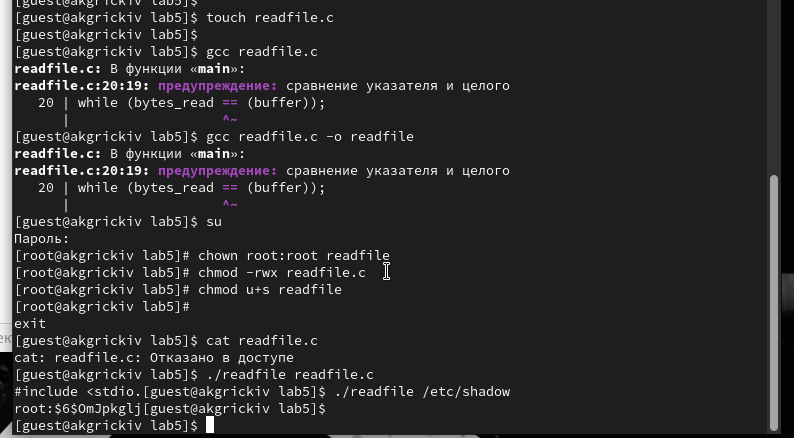 [guest@akgrickiv lab5]$
[guest@akgrickiv lab5]$ touch readfile.c
[guest@akgrickiv lab5]$
[guest@akgrickiv lab5]$ gcc readfile.c
readfile.c: В функции «main»:
readfile.c:20:19: предупреждение: сравнение указателя и целого
20 | while (bytes_read == (buffer));
| ^~
[guest@akgrickiv lab5]$ gcc readfile.c -o readfile
readfile.c: В функции «main»:
readfile.c:20:19: предупреждение: сравнение указателя и целого
20 | while (bytes_read == (buffer));
| ^~
[guest@akgrickiv lab5]$ su
Пароль:
[root@akgrickiv lab5]# chown root:root readfile
[root@akgrickiv lab5]# chmod -rwx readfile.c
[root@akgrickiv lab5]# chmod u+s readfile
[root@akgrickiv lab5]#
exit
[guest@akgrickiv lab5]$ cat readfile.c
cat: readfile.c: Отказано в доступе
[guest@akgrickiv lab5]$ ./readfile readfile.c
#include <stdio.[guest@akgrickiv lab5]$ ./readfile /etc/shadow
root:$6$OmJpkglj[guest@akgrickiv lab5]$
[guest@akgrickiv lab5]$